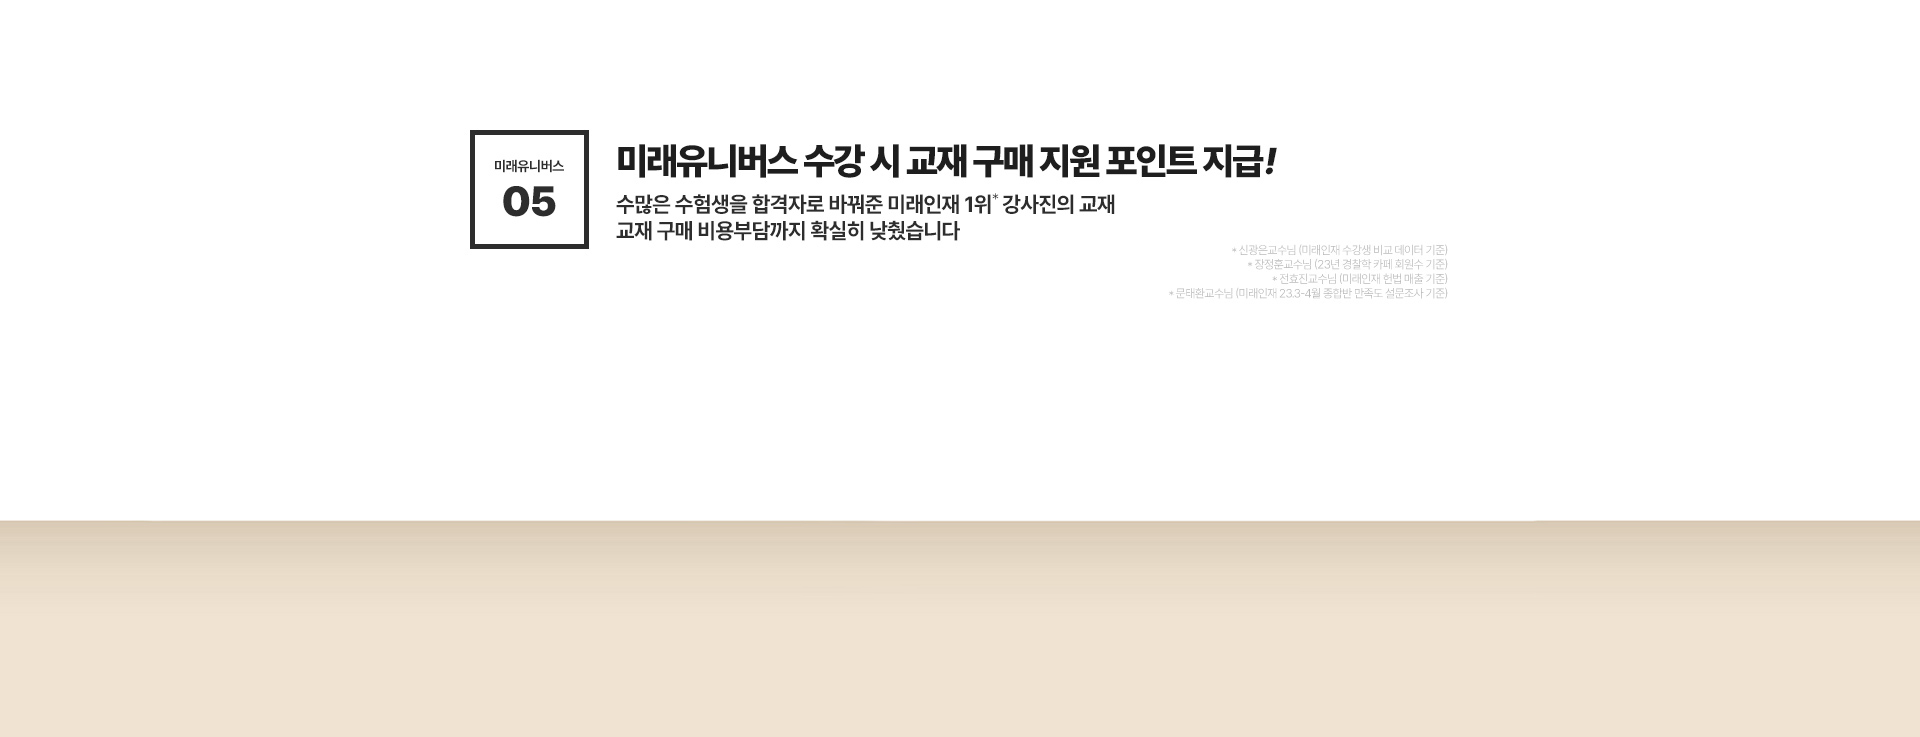 미래유니버스
05
미래유니버스 수강 시 교재 구매 지원 포인트 지급!
수많은 수험생을 합격자로 바꿔준 미래인재 1위* 강사진의 교재
교재 구매 비용부담까지 확실히 낮췄습니다
* 신광은교수님 (미래인재 수강생 비교 데이터 기준)
* 장정훈교수님 (23년 경찰학 카페 회원수 기준)
* 전효진교수님 (미래인재 헌법 매출 기준)
* 문태환교수님 (미래인재 23.3-4월 종합반 만족도 설문조사 기준)